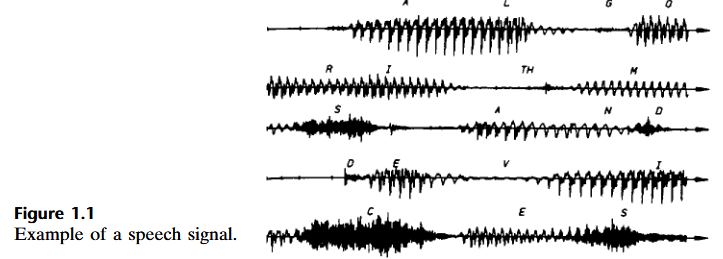 A L G O
R I TH M
S A N D
D E V I
C E S
Figure 1.1
Example of a speech signal.